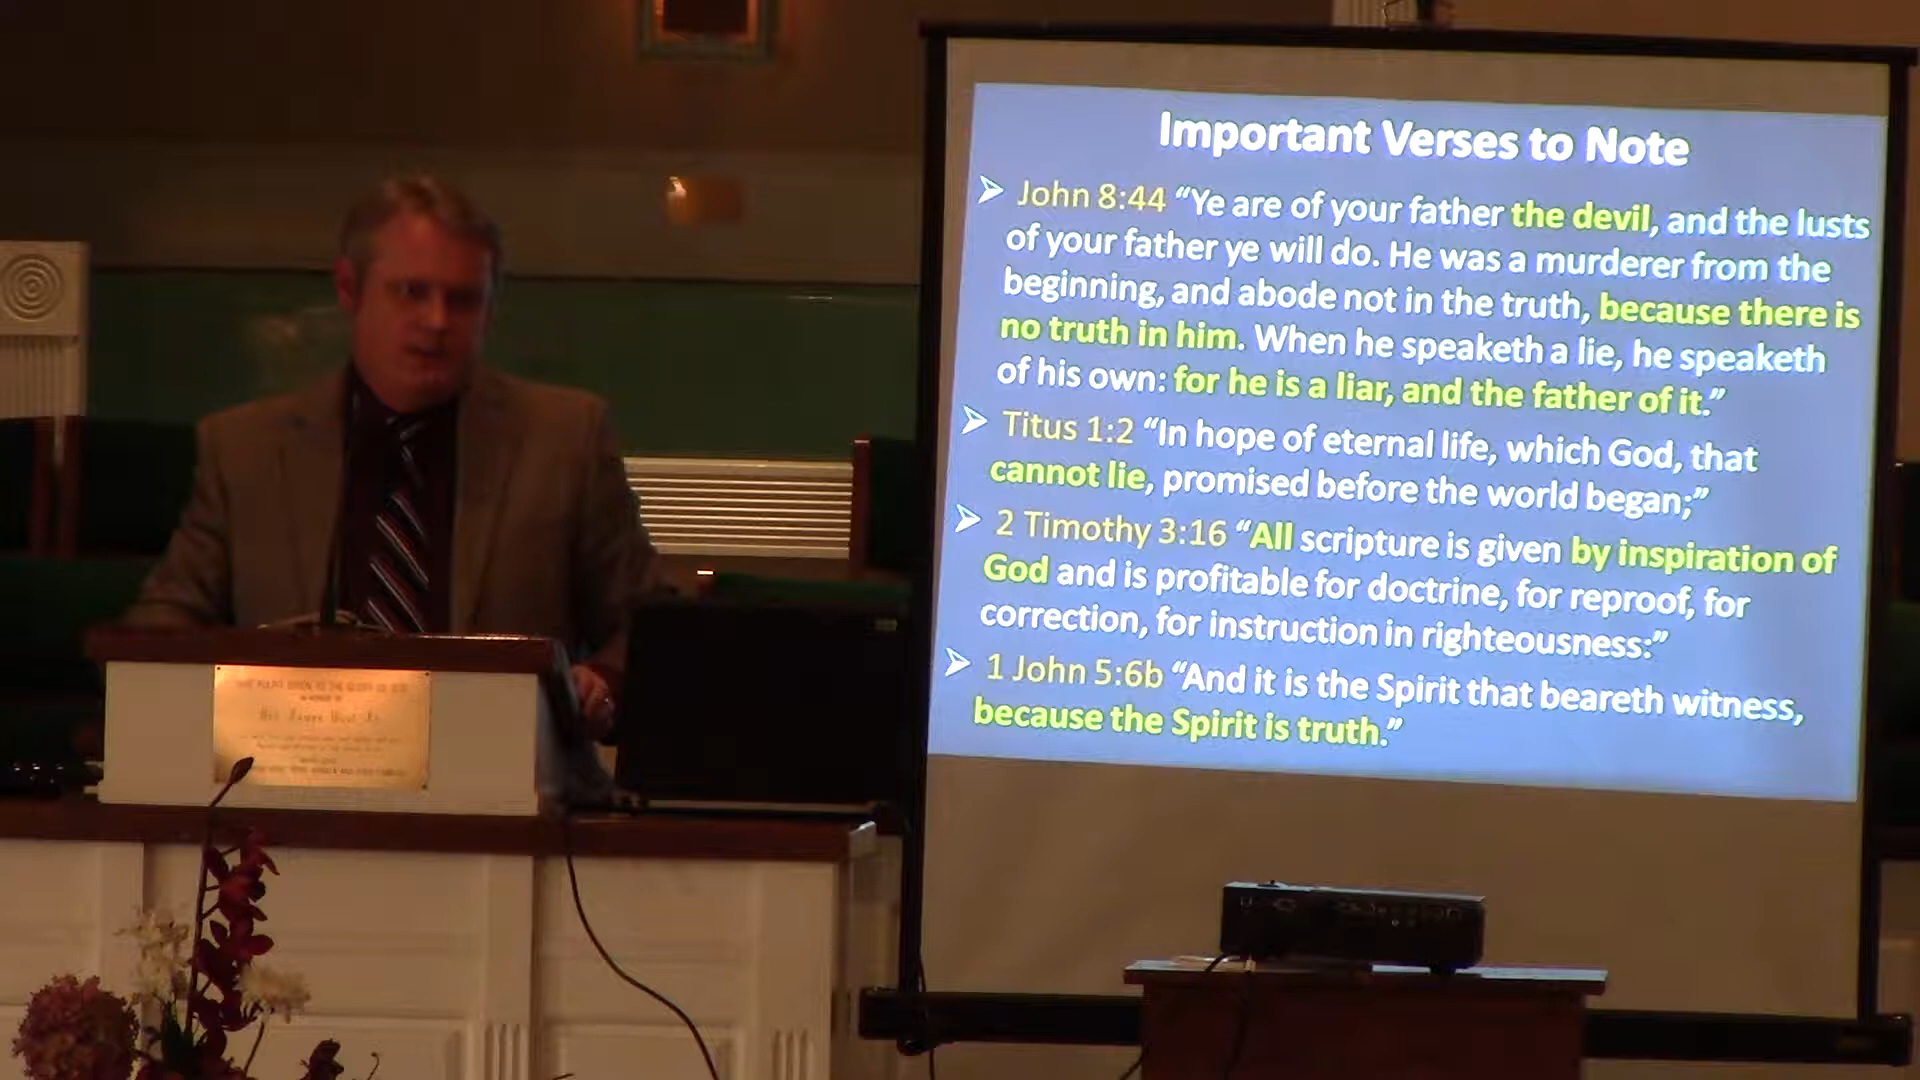 Important Verses to Note
➢ John 8:44 “Ye are of your father the devil, and the lusts
of your father ye will do. He was a murderer from the
beginning, and abode not in the truth, because there is
no truth in him. When he speaketh a lie, he speaketh
of his own: for he is a liar, and the father of it.”
➢ Titus 1:2 “In hope of eternal life, which God, that
cannot lie, promised before the world began;”
➢ 2 Timothy 3:16 “All scripture is given by inspiration of
God and is profitable for doctrine, for reproof, for
correction, for instruction in righteousness:”
➢ 1 John 5:6b “And it is the Spirit that beareth witness,
because the Spirit is truth.”